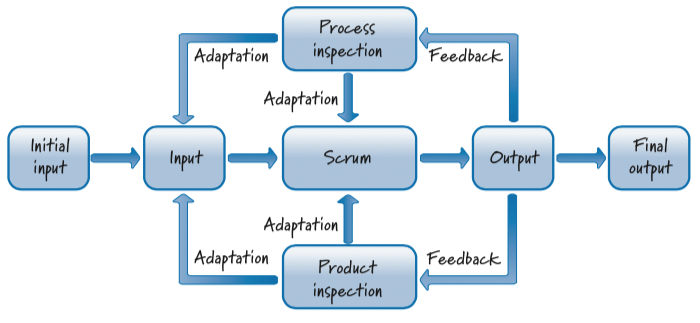 Process
inspection
Adaptation
Feedback
Adaptation
Initial
input
Input
Scrum
Output
Final
output
Adaptation
Adaptation
Feedback
Product
inspection